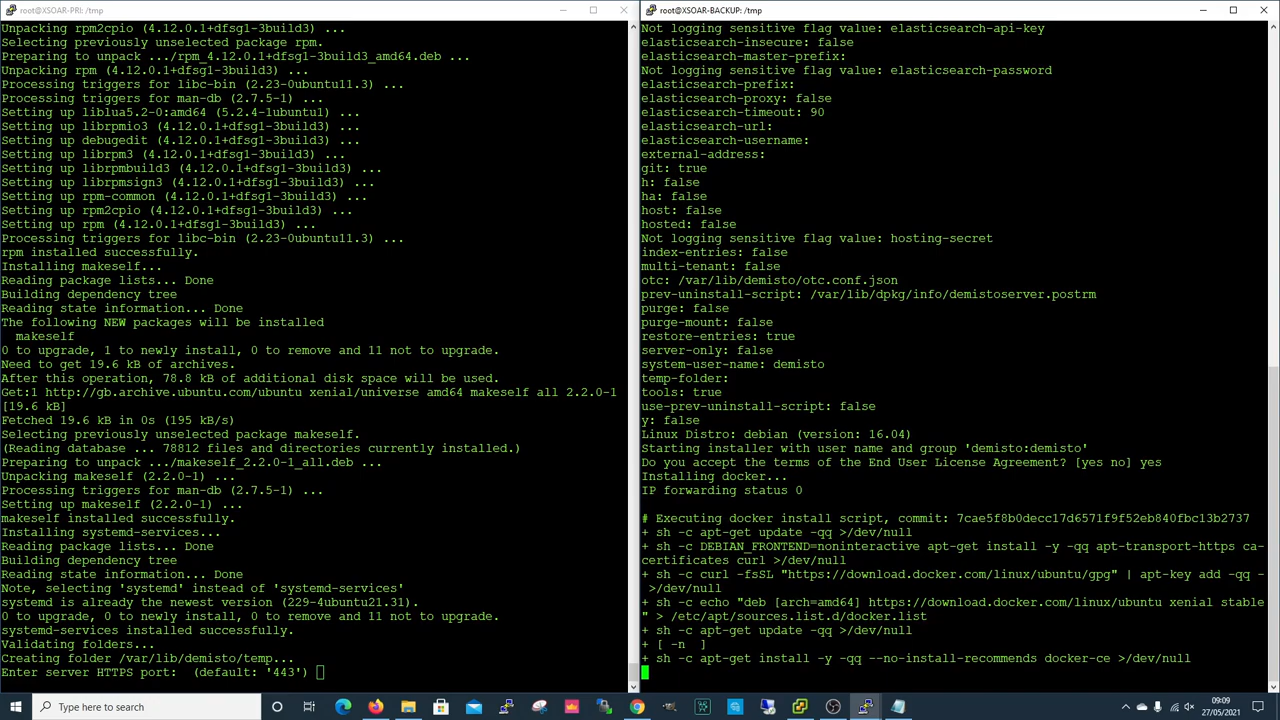 root@XSOAR-PRI: /tmp
Unpacking rpm2cpio (4.12.0.1+dfsg1-3build3) ...
Selecting previously unselected package rpm.
Preparing to unpack .../rpm_4.12.0.1+dfsg1-3build3_amd64.deb ...
Unpacking rpm (4.12.0.1+dfsg1-3build3) ...
Processing triggers for libc-bin (2.23-0ubuntu11.3) ...
Processing triggers for man-db (2.7.5-1) ...
Setting up liblua5.2-0:amd64 (5.2.4-1ubuntu1) ...
Setting up librpmio3 (4.12.0.1+dfsg1-3build3) ...
Setting up debugedit (4.12.0.1+dfsg1-3build3) ...
Setting up librpm3 (4.12.0.1+dfsg1-3build3) ...
Setting up librpmbuild3 (4.12.0.1+dfsg1-3build3) ...
Setting up librpmsign3 (4.12.0.1+dfsg1-3build3) ...
Setting up rpm-common (4.12.0.1+dfsg1-3build3) ...
Setting up rpm2cpio (4.12.0.1+dfsg1-3build3) ...
Setting up rpm (4.12.0.1+dfsg1-3build3) ...
Processing triggers for libc-bin (2.23-0ubuntu11.3) ...
rpm installed successfully.
Installing makeself...
Reading package lists... Done
Building dependency tree
Reading state information... Done
The following NEW packages will be installed
makeself
0 to upgrade, 1 to newly install, 0 to remove and 11 not to upgrade.
Need to get 19.6 kB of archives.
After this operation, 78.8 kB of additional disk space will be used.
Get:1 http://gb.archive.ubuntu.com/ubuntu xenial/universe amd64 makeself all 2.2.0-1
[19.6 kB]
Fetched 19.6 kB in 0s (195 kB/s)
Selecting previously unselected package makeself.
(Reading database ... 78812 files and directories currently installed.)
Preparing to unpack .../makeself_2.2.0-1_all.deb ...
Unpacking makeself (2.2.0-1) ...
Processing triggers for man-db (2.7.5-1) ...
Setting up makeself (2.2.0-1) ...
makeself installed successfully.
Installing systemd-services...
Reading package lists... Done
Building dependency tree
Reading state information... Done
Note, selecting 'systemd' instead of 'systemd-services'
systemd is already the newest version (229-4ubuntu21.31).
0 to upgrade, 0 to newly install, 0 to remove and 11 not to upgrade.
systemd-services installed successfully.
Validating folders...
Creating folder /var/lib/demisto/temp...
Enter server HTTPS port:  (default: '443')
root@XSOAR-BACKUP: /tmp
Not logging sensitive flag value: elasticsearch-api-key
elasticsearch-insecure: false
elasticsearch-master-prefix:
Not logging sensitive flag value: elasticsearch-password
elasticsearch-prefix:
elasticsearch-proxy: false
elasticsearch-timeout: 90
elasticsearch-url:
elasticsearch-username:
external-address:
git: true
h: false
ha: false
host: false
hosted: false
Not logging sensitive flag value: hosting-secret
index-entries: false
multi-tenant: false
otc: /var/lib/demisto/otc.conf.json
prev-uninstall-script: /var/lib/dpkg/info/demistoserver.postrm
purge: false
purge-mount: false
restore-entries: true
server-only: false
system-user-name: demisto
temp-folder:
tools: true
use-prev-uninstall-script: false
y: false
Linux Distro: debian (version: 16.04)
Starting installer with user name and group 'demisto:demisto'
Do you accept the terms of the End User License Agreement? [yes no] yes
Installing docker...
IP forwarding status 0
# Executing docker install script, commit: 7cae5f8b0decc17d6571f9f52eb840fbc13b2737
+ sh -c apt-get update -qq >/dev/null
+ sh -c DEBIAN_FRONTEND=noninteractive apt-get install -y -qq apt-transport-https ca-
certificates curl >/dev/null
+ sh -c curl -fsSL "https://download.docker.com/linux/ubuntu/gpg" | apt-key add -qq -
>/dev/null
+ sh -c echo "deb [arch=amd64] https://download.docker.com/linux/ubuntu xenial stable
" > /etc/apt/sources.list.d/docker.list
+ sh -c apt-get update -qq >/dev/null
+ [ -n  ]
+ sh -c apt-get install -y -qq --no-install-recommends docker-ce >/dev/null
Type here to search
09:09
27/05/2021